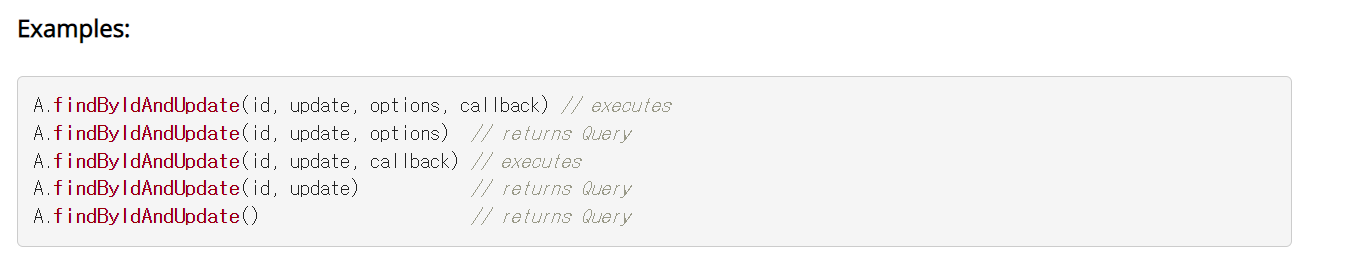 Examples:
A.findByIdAndUpdate(id, update, options, callback) // executes
A.findByIdAndUpdate(id, update, options)  // returns Query
A.findByIdAndUpdate(id, update, callback) // executes
A.findByIdAndUpdate(id, update)           // returns Query
A.findByIdAndUpdate()                     // returns Query